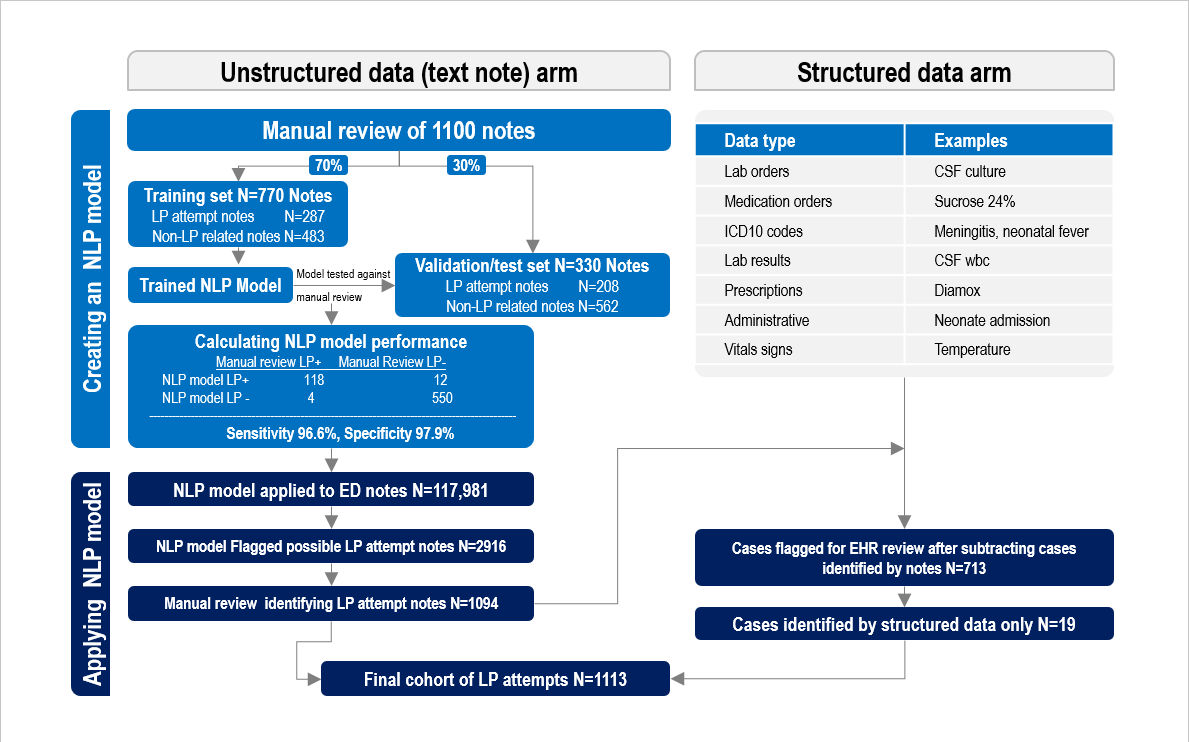 Unstructured data (text note) arm
Structured data arm
Creating an NLP model
Manual review of 1100 notes
70%
30%
Training set N=770 Notes
LP attempt notes N=287
Non-LP related notes N=483
Trained NLP Model
Model tested against
manual review
Validation/test set N=330 Notes
LP attempt notes N=208
Non-LP related notes N=562
Calculating NLP model performance
Manual review LP+ Manual Review LP-
NLP model LP+ 118 12
NLP model LP - 4 550
Sensitivity 96.6%, Specificity 97.9%
Data type Examples
Lab orders CSF culture
Medication orders Sucrose 24%
ICD10 codes Meningitis, neonatal fever
Lab results CSF wbc
Prescriptions Diamox
Administrative Neonate admission
Vitals signs Temperature
Applying NLP model
NLP model applied to ED notes N=117,981
NLP model Flagged possible LP attempt notes N=2916
Manual review identifying LP attempt notes N=1094
Cases flagged for EHR review after subtracting cases
identified by notes N=713
Cases identified by structured data only N=19
Final cohort of LP attempts N=1113